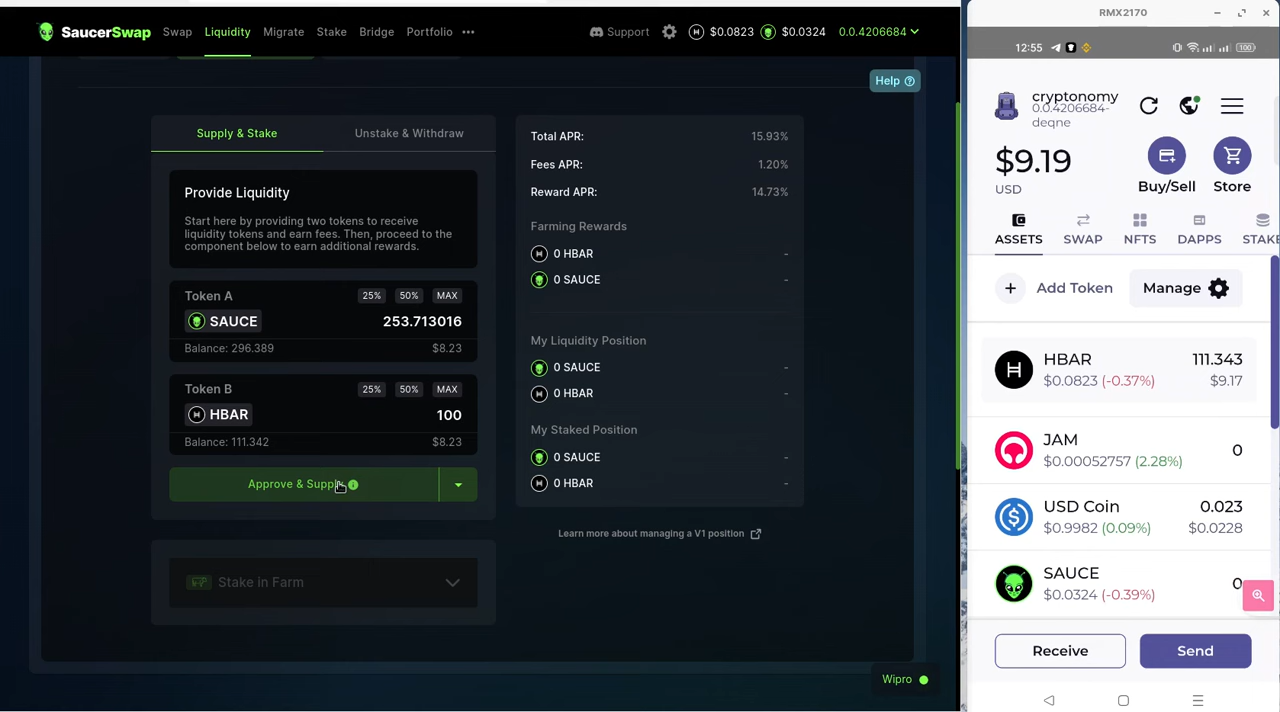 SaucerSwap Swap Liquidity Migrate Stake Bridge Portfolio ••• Support $0.0823 $0.0324 0.0.4206684
Help
Supply & Stake Unstake & Withdraw
Provide Liquidity
Start here by providing two tokens to receive
liquidity tokens and earn fees. Then, proceed to the
component below to earn additional rewards.
Token A 25% 50% MAX
SAUCE 253.713016
Balance: 296.389 $8.23
Token B 25% 50% MAX
HBAR 100
Balance: 111.342 $8.23
Approve & Supply
Stake in Farm
Total APR: 15.93%
Fees APR: 1.20%
Reward APR: 14.73%
Farming Rewards
0 HBAR -
0 SAUCE -
My Liquidity Position
0 SAUCE -
0 HBAR -
My Staked Position
0 SAUCE -
0 HBAR -
Learn more about managing a V1 position
Wipro
RMX2170
12:55 100
cryptonomy
0.0.4206684-
deqne
$9.19
USD
Buy/Sell Store
ASSETS SWAP NFTS DAPPS STAKE
Add Token Manage
HBAR 111.343
$0.0823 (-0.37%) $9.17
JAM 0
$0.00052757 (2.28%)
USD Coin 0.023
$0.9982 (0.09%) $0.0228
SAUCE 0
$0.0324 (-0.39%)
Receive Send